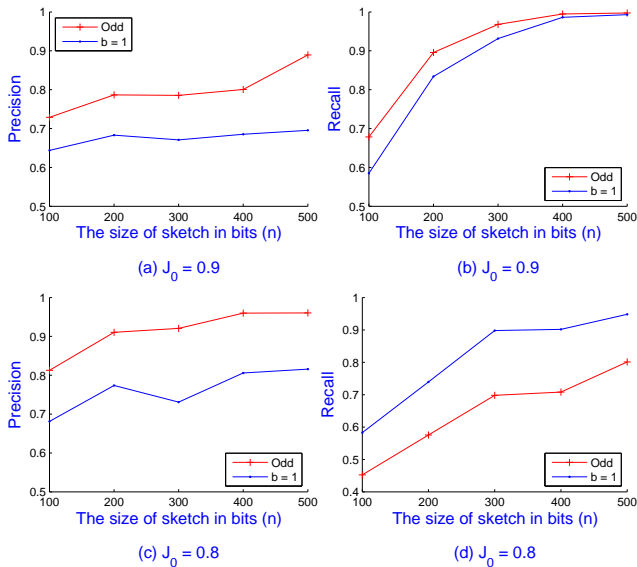 1
0.9
0.8
0.7
0.6
0.5
Precision
Odd
b = 1
100 200 300 400 500
The size of sketch in bits (n)
(a) J_0 = 0.9
1
0.9
0.8
0.7
0.6
0.5
Recall
Odd
b = 1
100 200 300 400 500
The size of sketch in bits (n)
(b) J_0 = 0.9
1
0.9
0.8
0.7
0.6
0.5
Precision
Odd
b = 1
100 200 300 400 500
The size of sketch in bits (n)
(c) J_0 = 0.8
1
0.9
0.8
0.7
0.6
0.5
0.4
Recall
Odd
b = 1
100 200 300 400 500
The size of sketch in bits (n)
(d) J_0 = 0.8